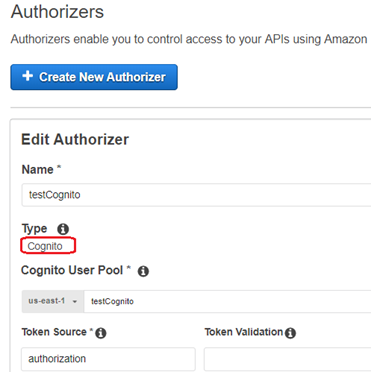 Authorizers
Authorizers enable you to control access to your APIs using Amazon
+ Create New Authorizer
Edit Authorizer
Name *
testCognito
Type
Cognito
Cognito User Pool *
us-east-1 testCognito
Token Source * Token Validation
authorization